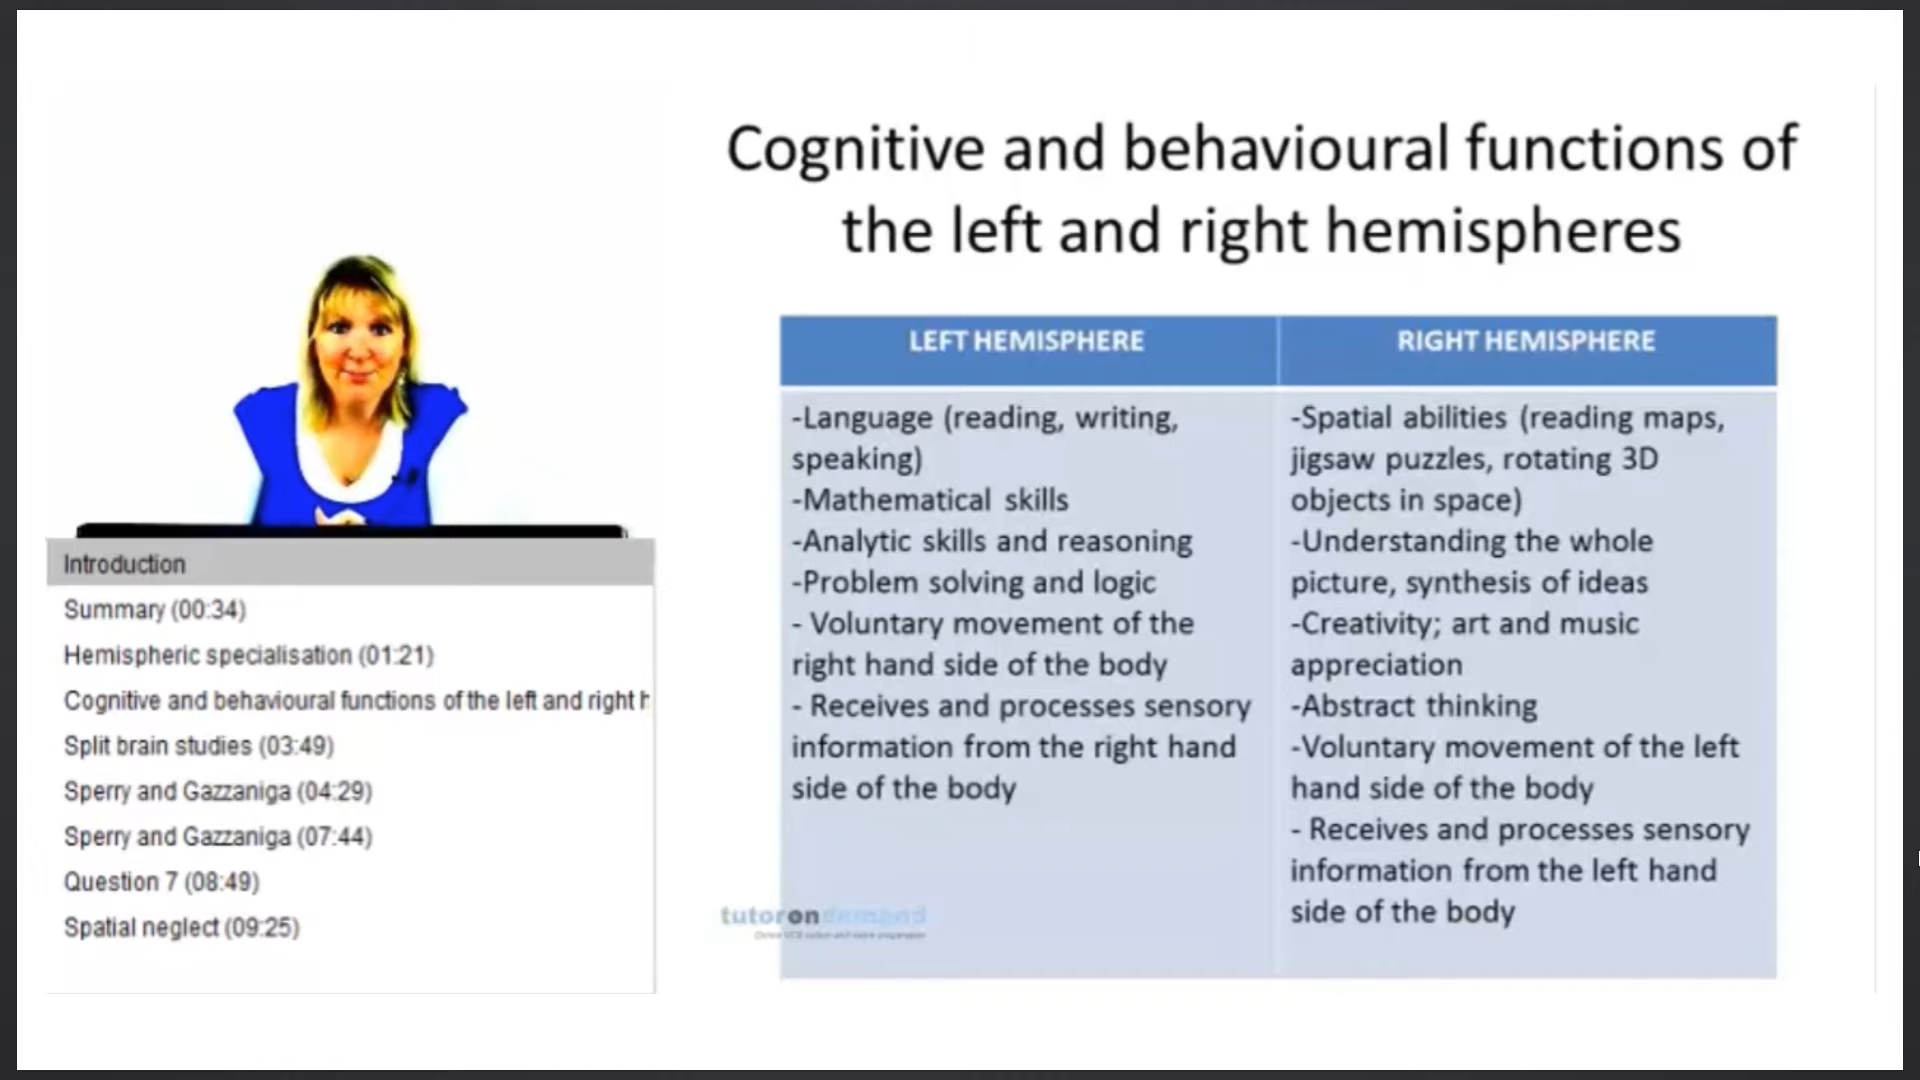 Cognitive and behavioural functions of
the left and right hemispheres
LEFT HEMISPHERE
RIGHT HEMISPHERE
-Language (reading, writing,
speaking)
-Mathematical skills
-Analytic skills and reasoning
-Problem solving and logic
- Voluntary movement of the
right hand side of the body
- Receives and processes sensory
information from the right hand
side of the body
-Spatial abilities (reading maps,
jigsaw puzzles, rotating 3D
objects in space)
-Understanding the whole
picture, synthesis of ideas
-Creativity; art and music
appreciation
-Abstract thinking
-Voluntary movement of the left
hand side of the body
- Receives and processes sensory
information from the left hand
side of the body
Introduction
Summary (00:34)
Hemispheric specialisation (01:21)
Cognitive and behavioural functions of the left and right h
Split brain studies (03:49)
Sperry and Gazzaniga (04:29)
Sperry and Gazzaniga (07:44)
Question 7 (08:49)
Spatial neglect (09:25)
tutorondemand